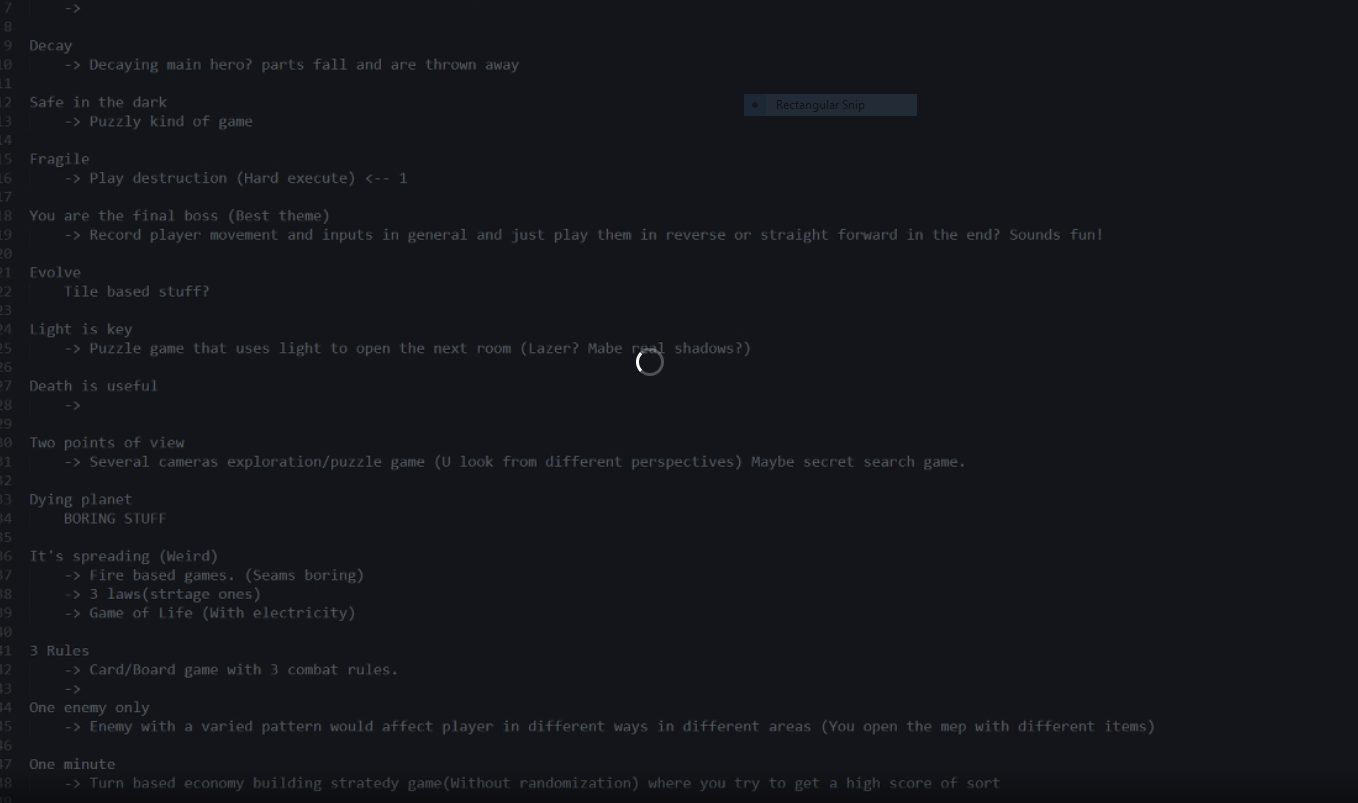 7 ->
8
9 Decay
10 -> Decaying main hero? parts fall and are thrown away
11
12 Safe in the dark
Rectangular Snip
13 -> Puzzly kind of game
14
15 Fragile
16 -> Play destruction (Hard execute) <-- 1
17
18 You are the final boss (Best theme)
19 -> Record player movement and inputs in general and just play them in reverse or straight forward in the end? Sounds fun!
20
21 Evolve
22 Tile based stuff?
23
24 Light is key
25 -> Puzzle game that uses light to open the next room (Lazer? Mabe real shadows?)
26
27 Death is useful
28 ->
29
30 Two points of view
31 -> Several cameras exploration/puzzle game (U look from different perspectives) Maybe secret search game.
32
33 Dying planet
34 BORING STUFF
35
36 It's spreading (Weird)
37 -> Fire based games. (Seams boring)
38 -> 3 laws(strtage ones)
39 -> Game of Life (With electricity)
40
41 3 Rules
42 -> Card/Board game with 3 combat rules.
43 ->
44 One enemy only
45 -> Enemy with a varied pattern would affect player in different ways in different areas (You open the mep with different items)
46
47 One minute
48 -> Turn based economy building stratedy game(Without randomization) where you try to get a high score of sort